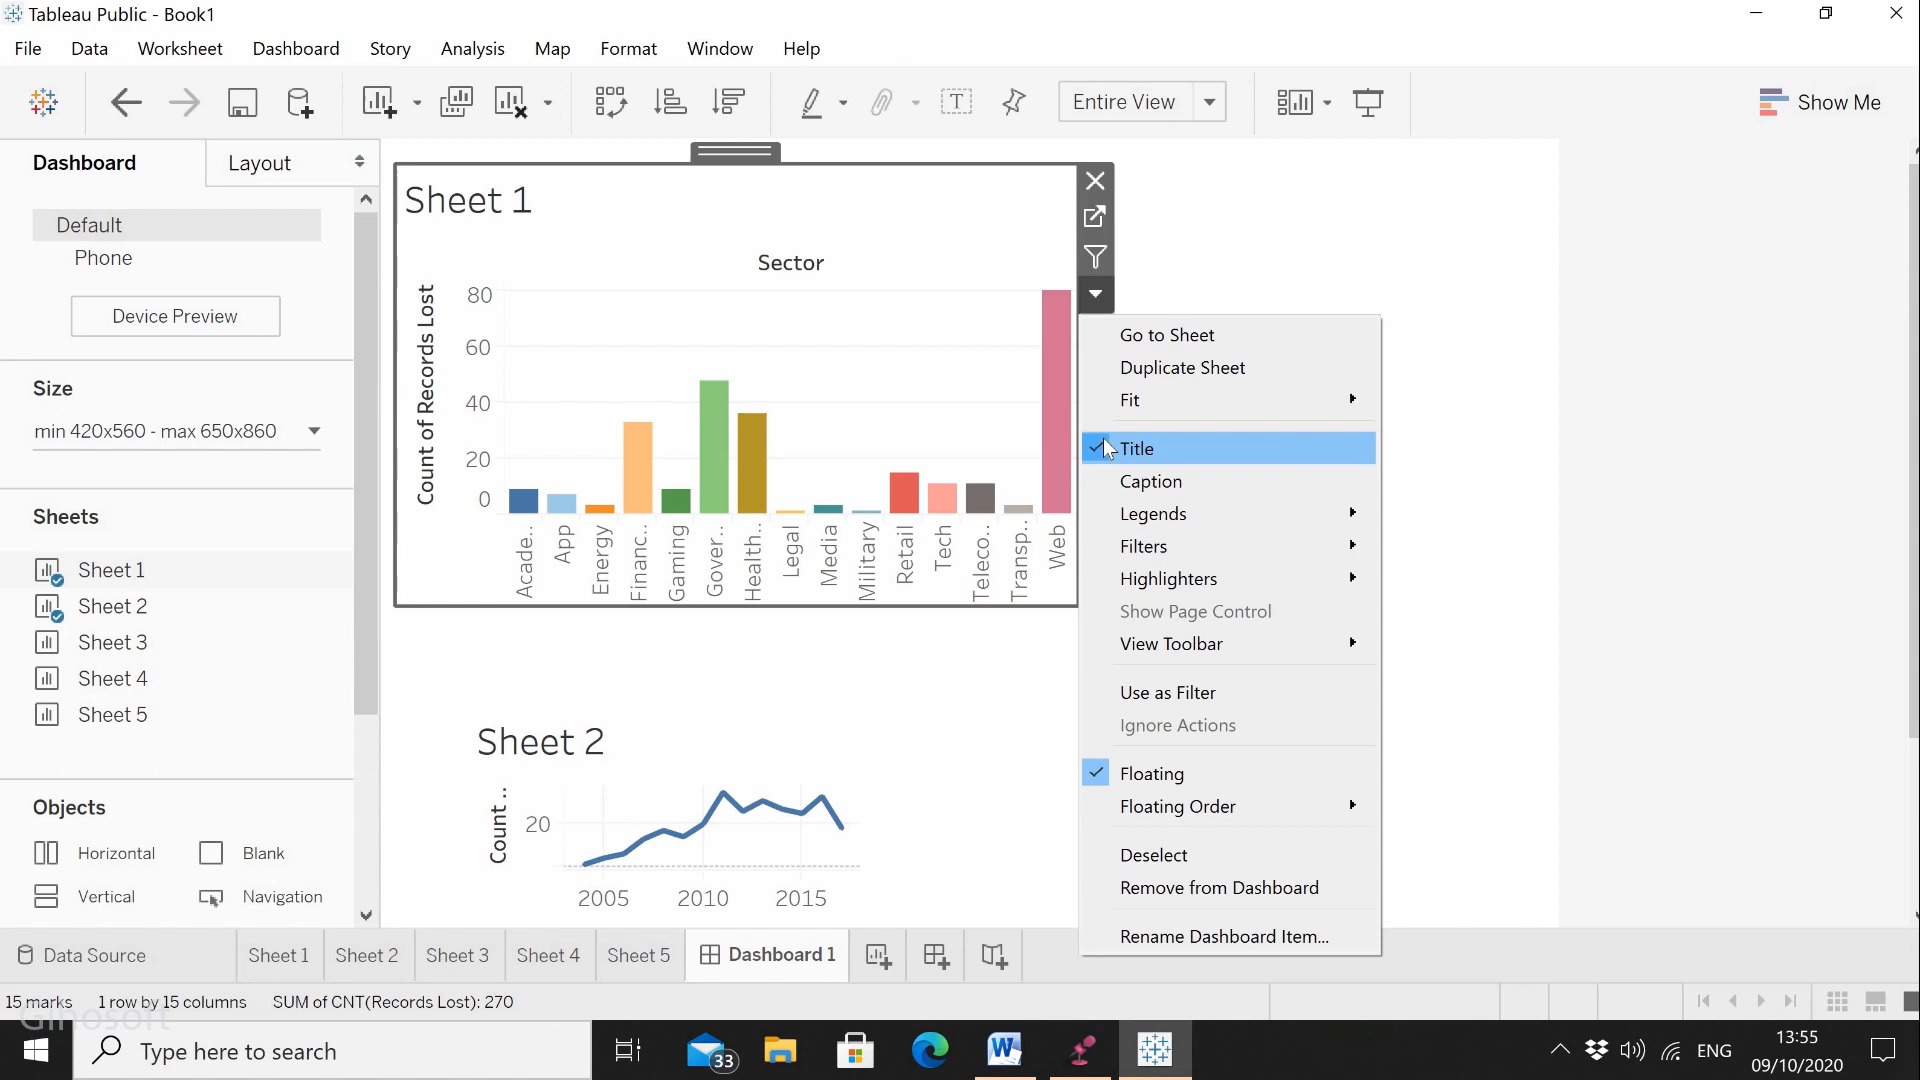 Tableau Public - Book1
File Data Worksheet Dashboard Story Analysis Map Format Window Help
Entire View
Show Me
Dashboard
Layout
Default
Phone
Device Preview
Size
min 420x560 - max 650x860
Sheets
Sheet 1
Sheet 2
Sheet 3
Sheet 4
Sheet 5
Objects
Horizontal
Blank
Vertical
Navigation
Sheet 1
Sector
Count of Records Lost
80
60
40
20
0
Acade..
App
Energy
Financ..
Gaming
Gover..
Health..
Legal
Media
Military
Retail
Tech
Teleco..
Transp..
Web
Sheet 2
Count ..
20
2005 2010 2015
Go to Sheet
Duplicate Sheet
Fit
Title
Caption
Legends
Filters
Highlighters
Show Page Control
View Toolbar
Use as Filter
Ignore Actions
Floating
Floating Order
Deselect
Remove from Dashboard
Rename Dashboard Item...
Data Source Sheet 1 Sheet 2 Sheet 3 Sheet 4 Sheet 5 Dashboard 1
15 marks 1 row by 15 columns SUM of CNT(Records Lost): 270
Gihosoft
Type here to search
33
ENG
13:55
09/10/2020